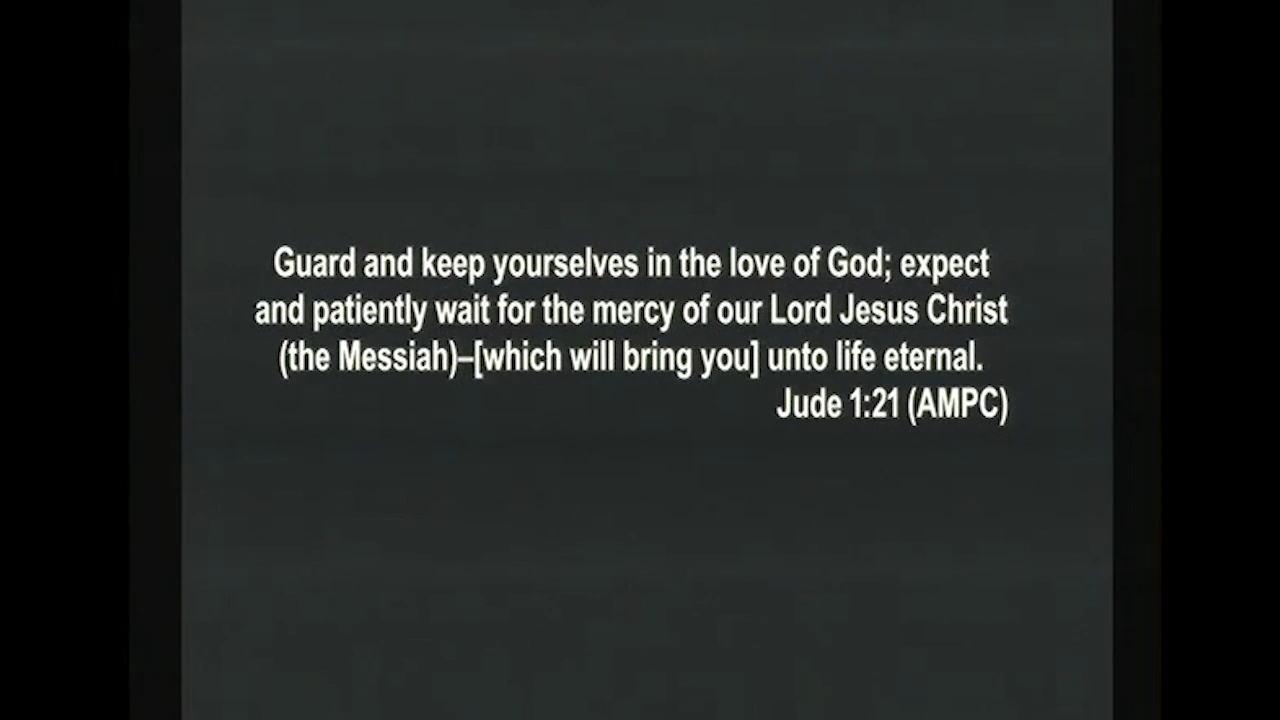 Guard and keep yourselves in the love of God; expect
and patiently wait for the mercy of our Lord Jesus Christ
(the Messiah)–[which will bring you] unto life eternal.
Jude 1:21 (AMPC)